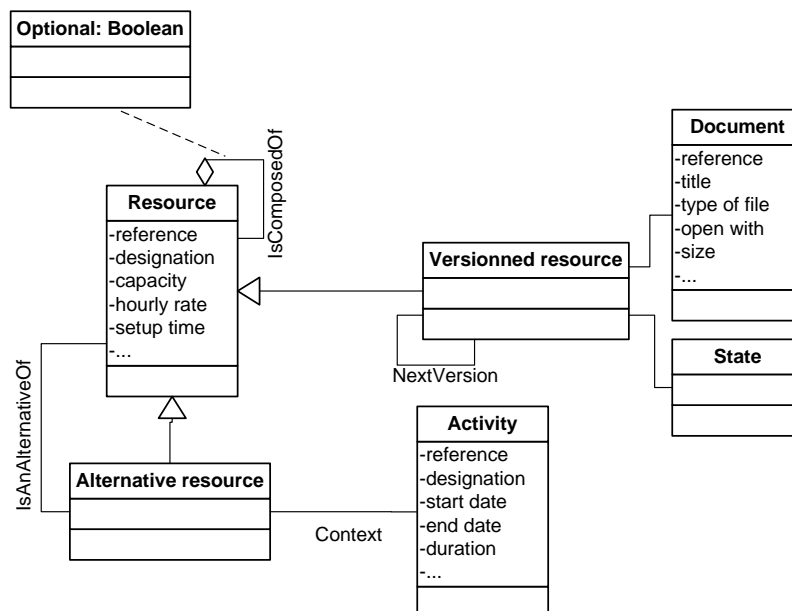 Optional: Boolean
IsComposedOf
Resource
-reference
-designation
-capacity
-hourly rate
-setup time
-...
IsAnAlternativeOf
Versionned resource
NextVersion
Document
-reference
-title
-type of file
-open with
-size
-...
State
Alternative resource
Context
Activity
-reference
-designation
-start date
-end date
-duration
-...